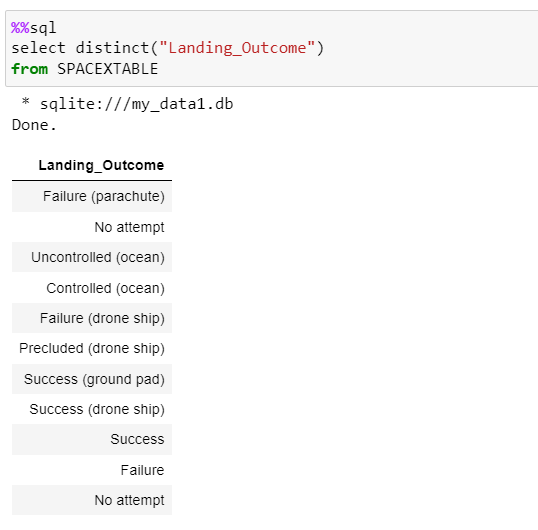 %%sql
select distinct("Landing_Outcome")
from SPACEXTABLE
* sqlite:///my_data1.db
Done.
Landing_Outcome
Failure (parachute)
No attempt
Uncontrolled (ocean)
Controlled (ocean)
Failure (drone ship)
Precluded (drone ship)
Success (ground pad)
Success (drone ship)
Success
Failure
No attempt